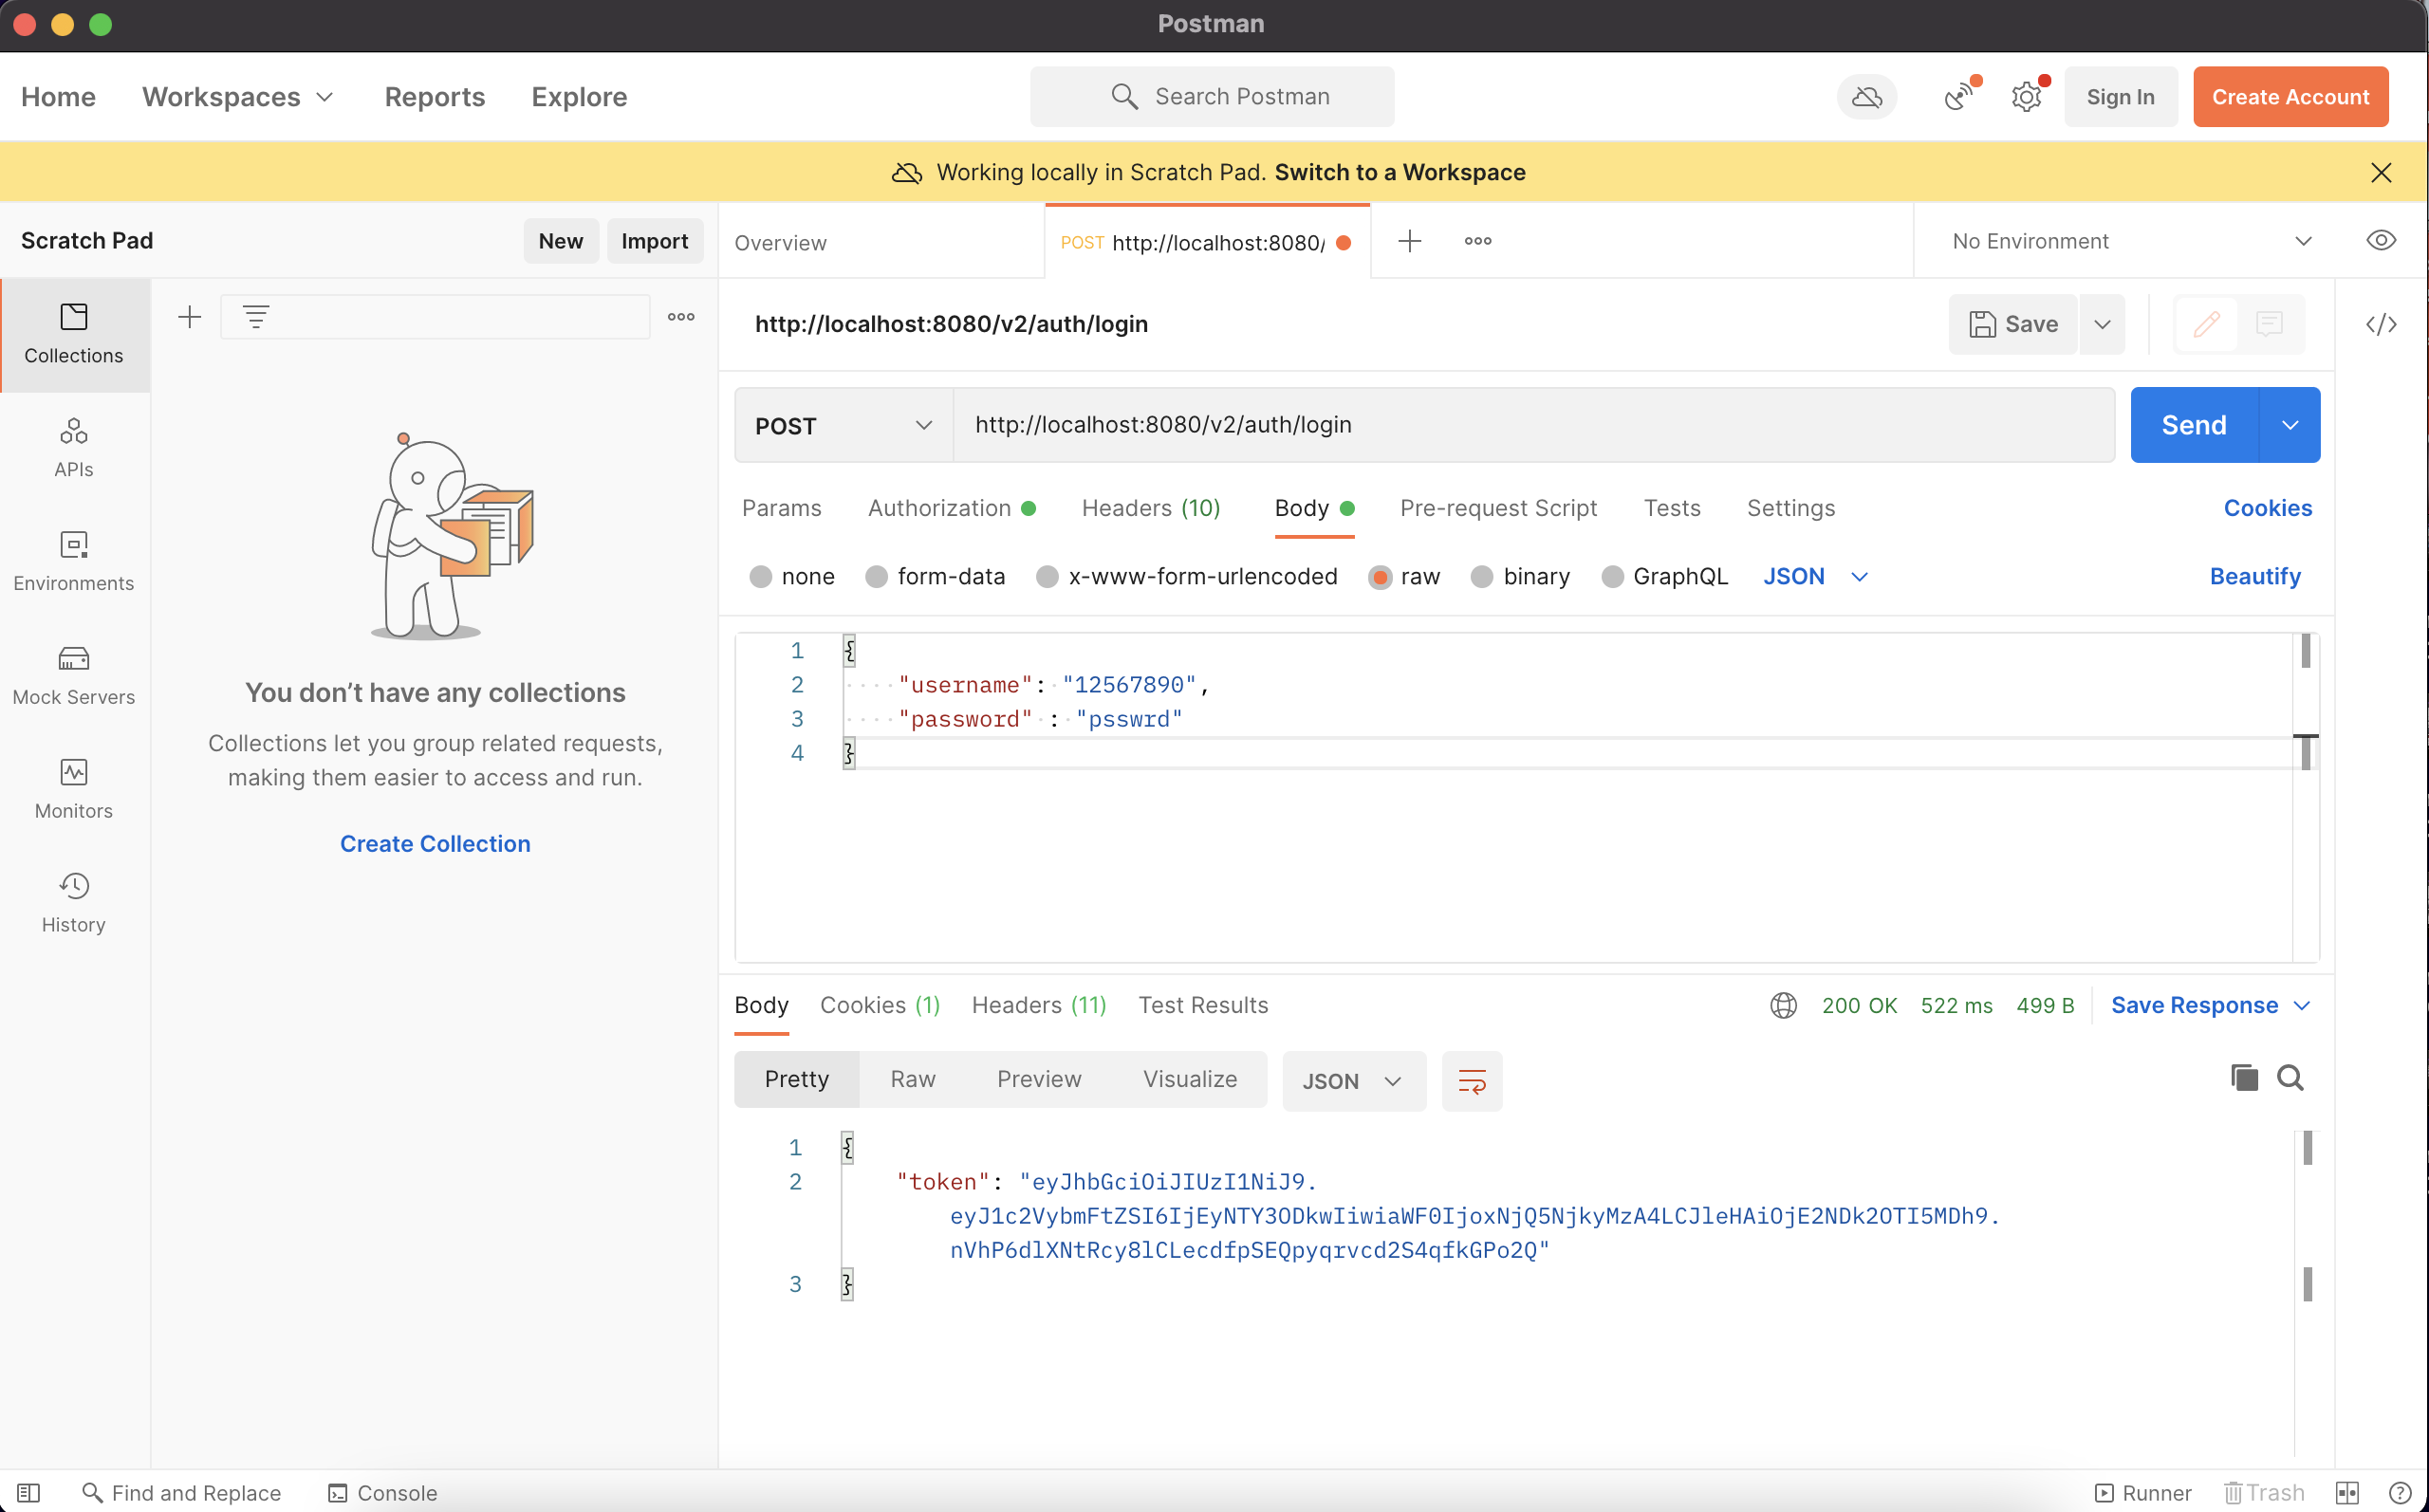 Postman
Home
Workspaces
Reports
Explore
Search Postman
Sign In
Create Account
Working locally in Scratch Pad. Switch to a Workspace
Scratch Pad
New
Import
Overview
POST http://localhost:8080/
No Environment
Collections
APIs
Environments
Mock Servers
Monitors
History
You don’t have any collections
Collections let you group related requests,
making them easier to access and run.
Create Collection
http://localhost:8080/v2/auth/login
Save
POST
http://localhost:8080/v2/auth/login
Send
Params
Authorization
Headers (10)
Body
Pre-request Script
Tests
Settings
Cookies
none
form-data
x-www-form-urlencoded
raw
binary
GraphQL
JSON
Beautify
1 {
2 "username": "12567890",
3 "password" : "psswrd"
4 }
Body
Cookies (1)
Headers (11)
Test Results
200 OK
522 ms
499 B
Save Response
Pretty
Raw
Preview
Visualize
JSON
1 {
2 "token": "eyJhbGciOiJIUzI1NiJ9.
eyJ1c2VybmFtZSI6IjEyNTY3ODkwIiwiaWF0IjoxNjQ5NjkyMzA4LCJleHAiOjE2NDk2OTI5MDh9.
nVhP6dlXNtRcy8lCLecdfpSEQpyqrvcd2S4qfkGPo2Q"
3 }
Find and Replace
Console
Runner
Trash